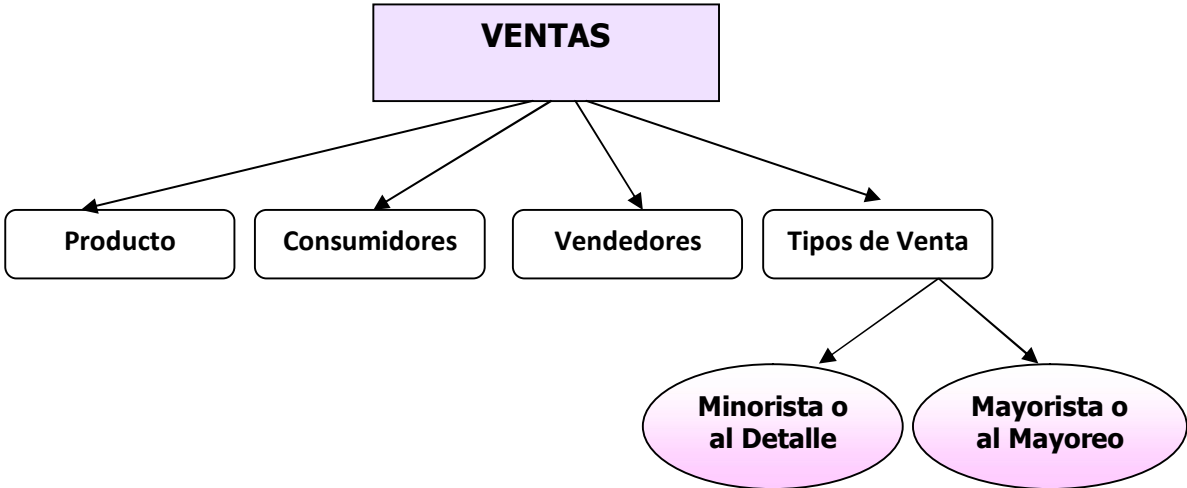 VENTAS
Producto
Consumidores
Vendedores
Tipos de Venta
Minorista o
al Detalle
Mayorista o
al Mayoreo